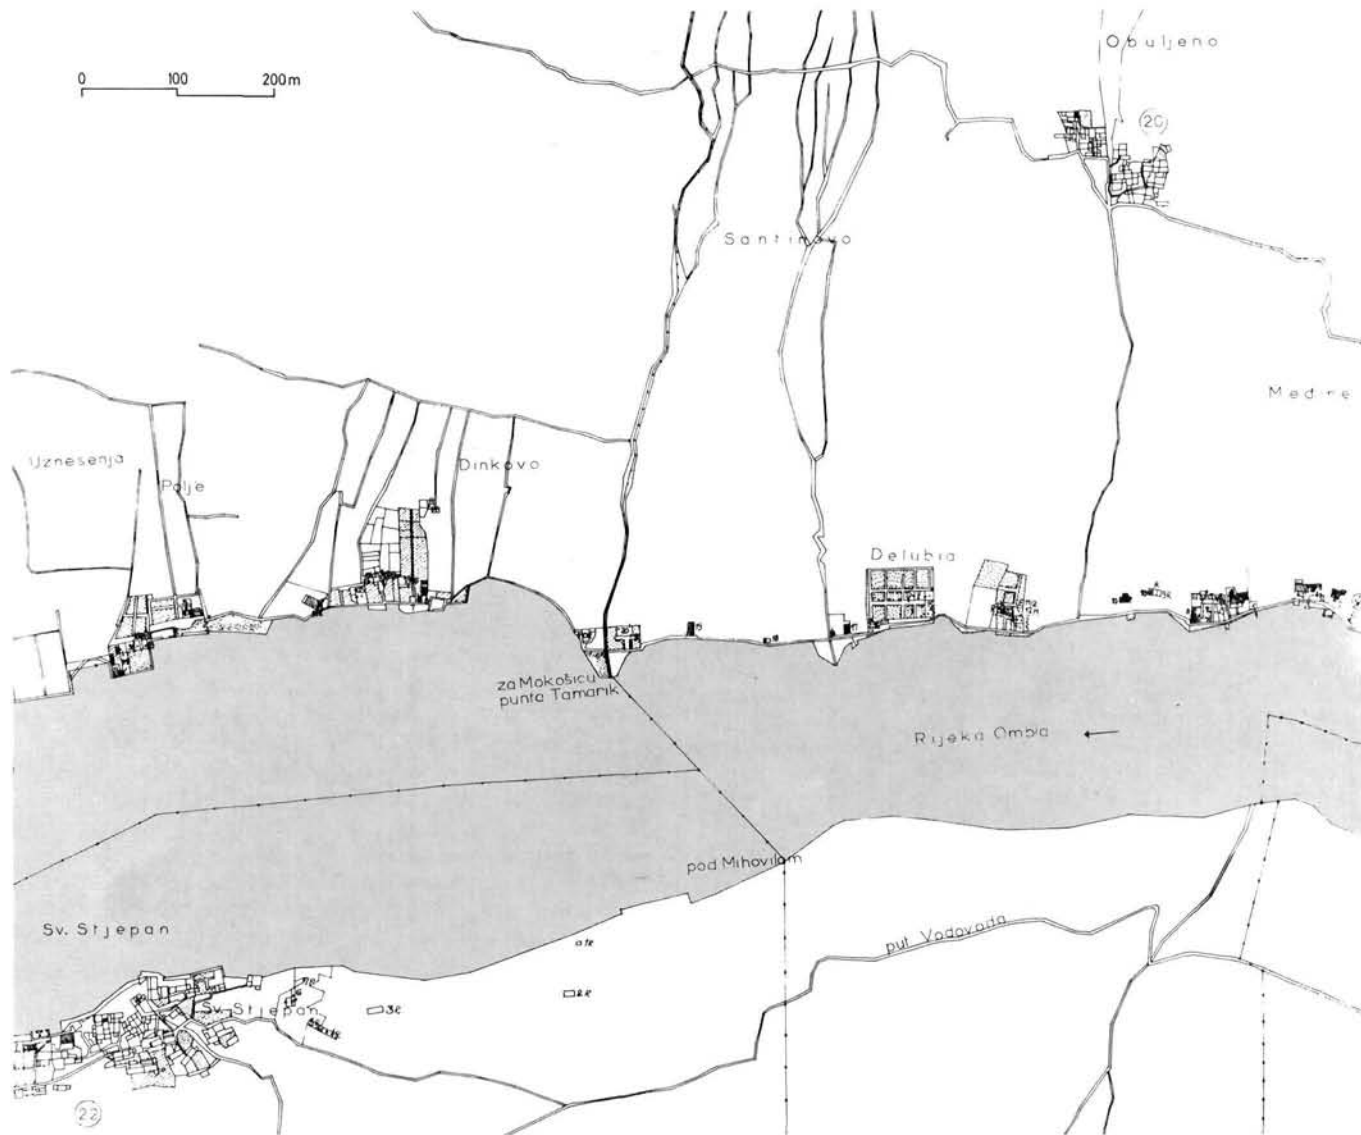 Obuljeno
0 100 200 m
20
Santinovo
Medine
Uznesenja
Dinkovo
Polje
Delubia
za Mokošicu
punta Tamarik
Rijeka Ombla
pod Mihovilom
Sv. Stjepan
put Vodovoda
Sv. Stjepan
22